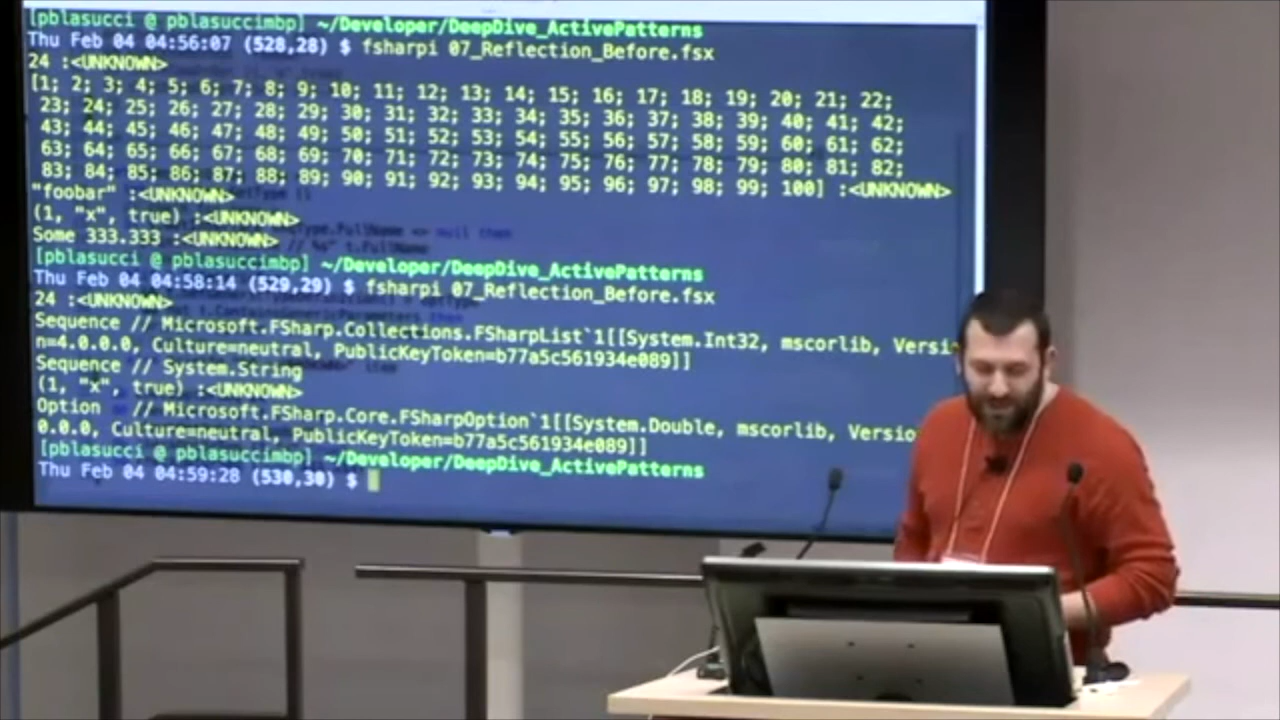 [pblasucci @ pblasuccimbp] ~/Developer/DeepDive_ActivePatterns
Thu Feb 04 04:56:07 (528,28) $ fsharpi 07_Reflection_Before.fsx
24 :<UNKNOWN>
[1; 2; 3; 4; 5; 6; 7; 8; 9; 10; 11; 12; 13; 14; 15; 16; 17; 18; 19; 20; 21; 22;
23; 24; 25; 26; 27; 28; 29; 30; 31; 32; 33; 34; 35; 36; 37; 38; 39; 40; 41; 42;
43; 44; 45; 46; 47; 48; 49; 50; 51; 52; 53; 54; 55; 56; 57; 58; 59; 60; 61; 62;
63; 64; 65; 66; 67; 68; 69; 70; 71; 72; 73; 74; 75; 76; 77; 78; 79; 80; 81; 82;
83; 84; 85; 86; 87; 88; 89; 90; 91; 92; 93; 94; 95; 96; 97; 98; 99; 100] :<UNKNOWN>
"foobar" :<UNKNOWN>
(1, "x", true) :<UNKNOWN>
Some 333.333 :<UNKNOWN>
[pblasucci @ pblasuccimbp] ~/Developer/DeepDive_ActivePatterns
Thu Feb 04 04:58:14 (529,29) $ fsharpi 07_Reflection_Before.fsx
24 :<UNKNOWN>
Sequence // Microsoft.FSharp.Collections.FSharpList`1[[System.Int32, mscorlib, Versi
n=4.0.0.0, Culture=neutral, PublicKeyToken=b77a5c561934e089]]
Sequence // System.String
(1, "x", true) :<UNKNOWN>
Option // Microsoft.FSharp.Core.FSharpOption`1[[System.Double, mscorlib, Versio
0.0.0, Culture=neutral, PublicKeyToken=b77a5c561934e089]]
[pblasucci @ pblasuccimbp] ~/Developer/DeepDive_ActivePatterns
Thu Feb 04 04:59:28 (530,30) $